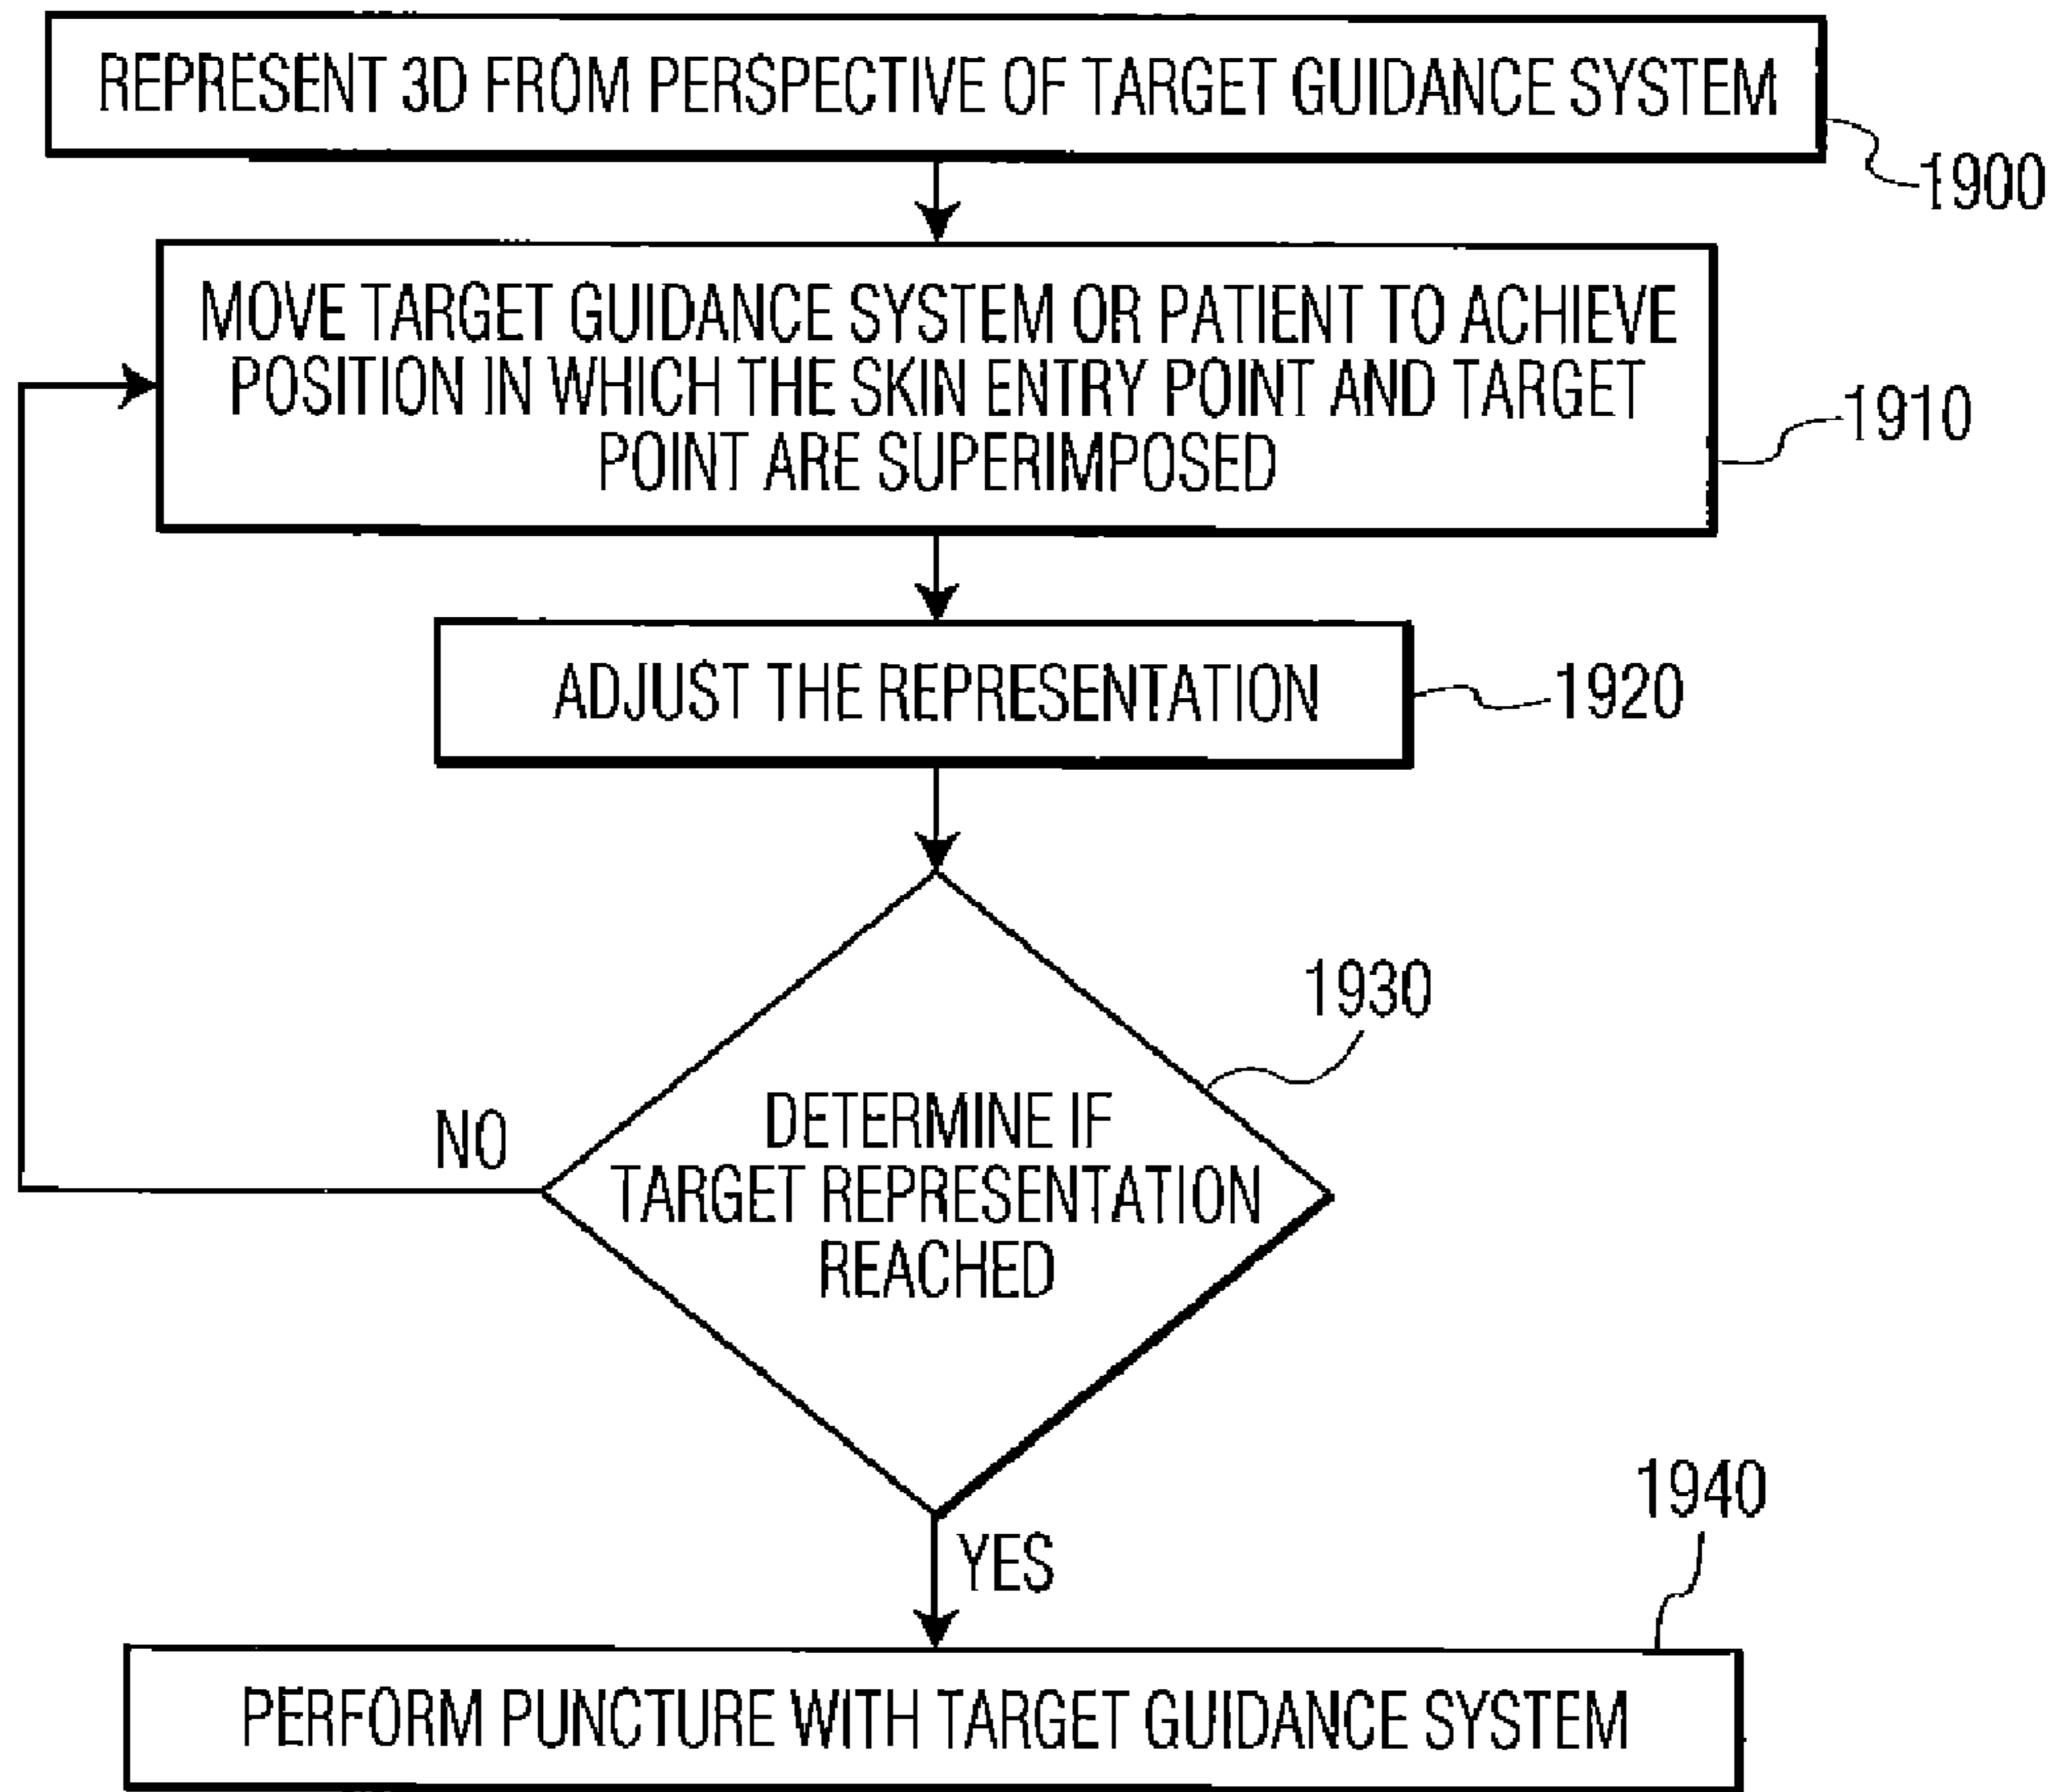 REPRESENT 3D FROM PERSPECTIVE OF TARGET GUIDANCE SYSTEM
1900
MOVE TARGET GUIDANCE SYSTEM OR PATIENT TO ACHIEVE
POSITION IN WHICH THE SKIN ENTRY POINT AND TARGET
POINT ARE SUPERIMPOSED
1910
ADJUST THE REPRESENTATION
1920
1930
DETERMINE IF
TARGET REPRESENTATION
REACHED
NO
YES
1940
PERFORM PUNCTURE WITH TARGET GUIDANCE SYSTEM